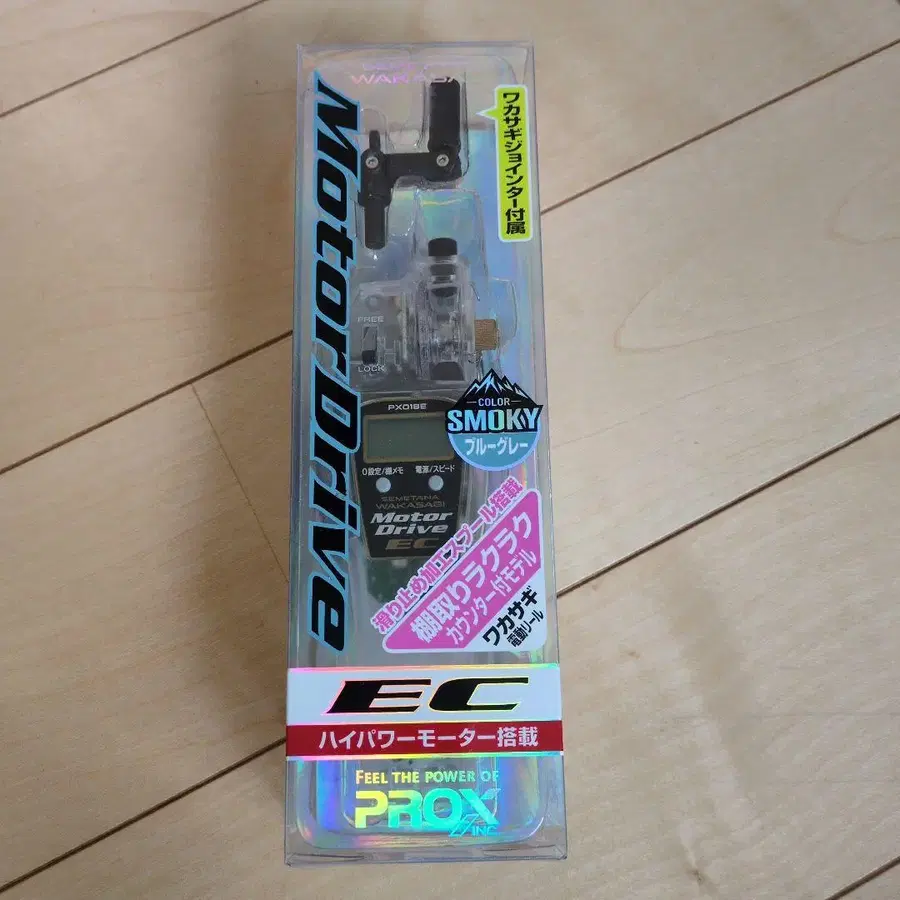 WAKASA
MotorDrive
ワカサギジョインター付属
FREE
LOCK
COLOR
SMOKY
ブルーグレー
PX018E
0設定/棚メモ 電源/スピード
SEMETAMA
WAKASAGI
Motor
Drive
EC
滑り止め加工スプール搭載
棚取りラクラク
カウンター付モデル
ワカサギ
電動リール
EC
ハイパワーモーター搭載
FEEL THE POWER OF
PROX
INC